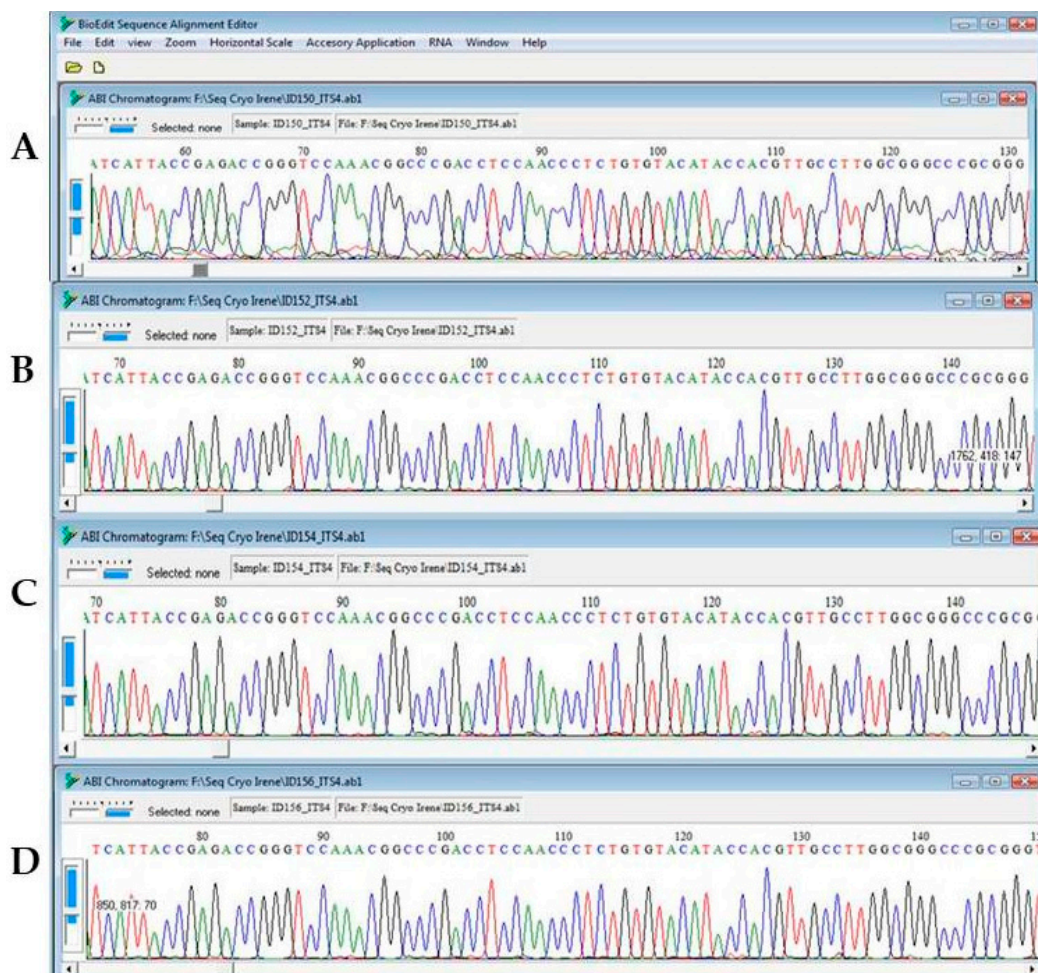 A
BioEdit Sequence Alignment Editor
File Edit view Zoom Horizontal Scale Accesory Application RNA Window Help
ABI Chromatogram: F:\Seq Cryo Irene\ID150_ITS4.ab1
Selected: none Sample: ID150_ITS4 File: F:\Seq Cryo Irene\ID150_ITS4.ab1
60 70 80 90 100 110 120 130
ATCATTACCGAGACCGGGTCCAAACGGCCCGACCTCCAACCCTCTGTGTACATACCACGTTGCCTTGGCGGGCCCGCGGG
B
ABI Chromatogram: F:\Seq Cryo Irene\ID152_ITS4.ab1
Selected: none Sample: ID152_ITS4 File: F:\Seq Cryo Irene\ID152_ITS4.ab1
70 80 90 100 110 120 130 140
ATCATTACCGAGACCGGGTCCAAACGGCCCGACCTCCAACCCTCTGTGTACATACCACGTTGCCTTGGCGGGCCCGCGGG
1762, 418: 147
C
ABI Chromatogram: F:\Seq Cryo Irene\ID154_ITS4.ab1
Selected: none Sample: ID154_ITS4 File: F:\Seq Cryo Irene\ID154_ITS4.ab1
70 80 90 100 110 120 130 140
ATCATTACCGAGACCGGGTCCAAACGGCCCGACCTCCAACCCTCTGTGTACATACCACGTTGCCTTGGCGGGCCCGCG
D
ABI Chromatogram: F:\Seq Cryo Irene\ID156_ITS4.ab1
Selected: none Sample: ID156_ITS4 File: F:\Seq Cryo Irene\ID156_ITS4.ab1
80 90 100 110 120 130 140
TCATTACCGAGACCGGGTCCAAACGGCCCGACCTCCAACCCTCTGTGTACATACCACGTTGCCTTGGCGGGCCCGCGGGT
850, 817: 70